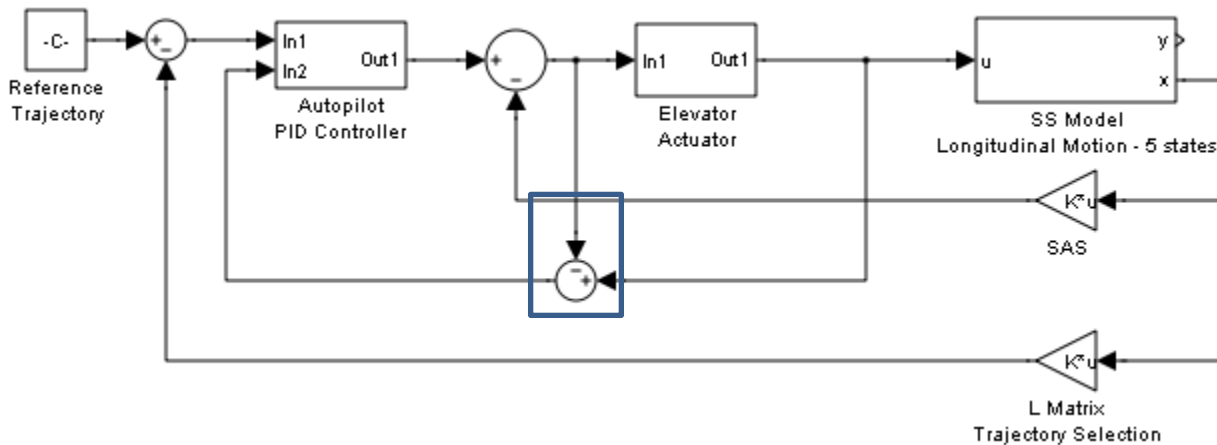 -C-
Reference
Trajectory
+
−
In1
In2
Out1
Autopilot
PID Controller
+
−
In1
Out1
Elevator
Actuator
u
y
x
SS Model
Longitudinal Motion - 5 states
K*u
SAS
−
+
K*u
L Matrix
Trajectory Selection